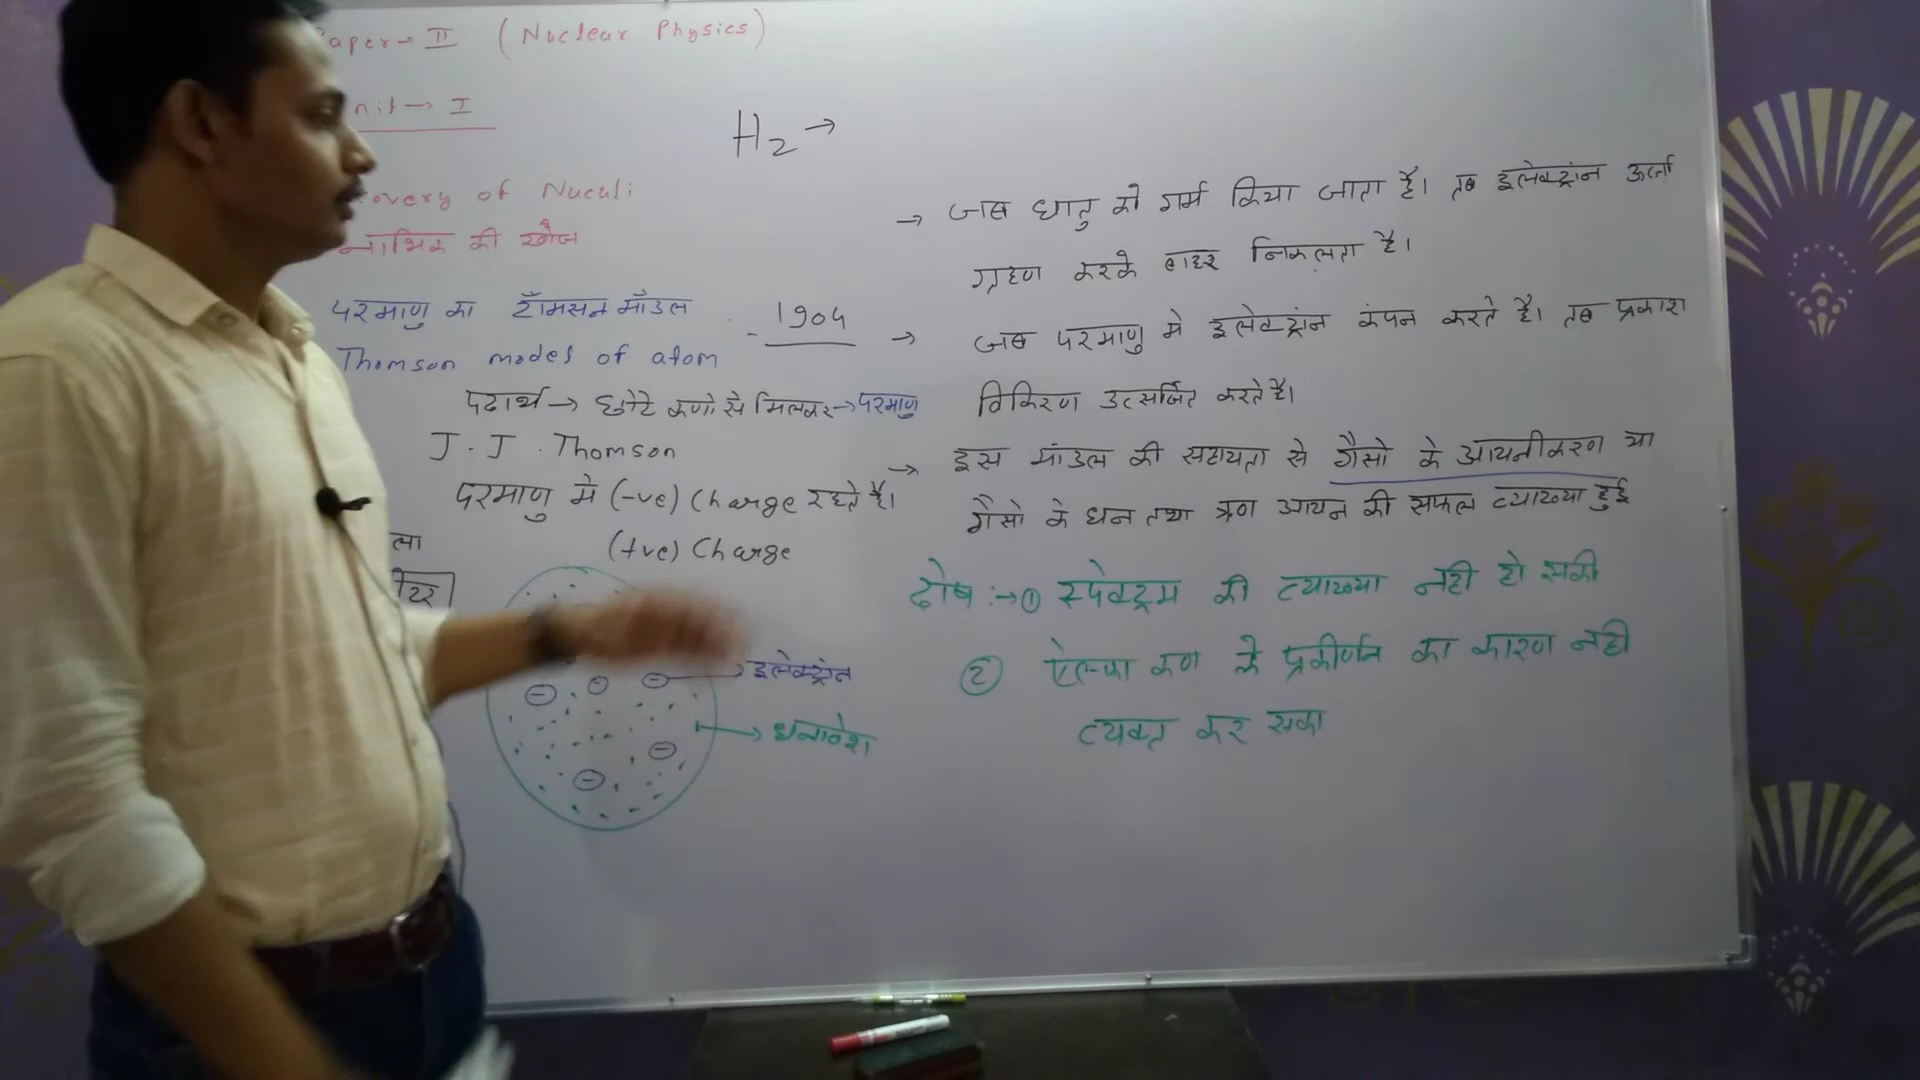 Paper → II (Nuclear Physics)
Unit → I
overy of Nuculi
नाभिक की खोज
परमाणु का टॉमसन मॉडल
Thomson models of atom
1904
पदार्थ → छोटे कणो से मिलकर → परमाणु
J. J. Thomson
परमाणु मे (-ve) Charge रहते है।
(+ve) Charge
ला
इलेक्ट्रॉन
धनावेश
H2 →
→ जब धातु को गर्म किया जाता है। तब इलेक्ट्रान ऊर्जा
ग्रहण करके बाहर निकलता है।
→ जब परमाणु मे इलेक्ट्रान कंपन करते है। तब प्रकाश
विकिरण उत्सर्जित करते है।
→ इस मांडल की सहायता से गैसो के आयनीकरण या
गैसो के धन तथा ऋण आयन की सफल व्याख्या हुई
दोष :→ ① स्पेक्ट्रम की व्याख्या नही हो सकी
② ऐल्फा कण के प्रकीर्णन का कारण नही
व्यक्त कर सका